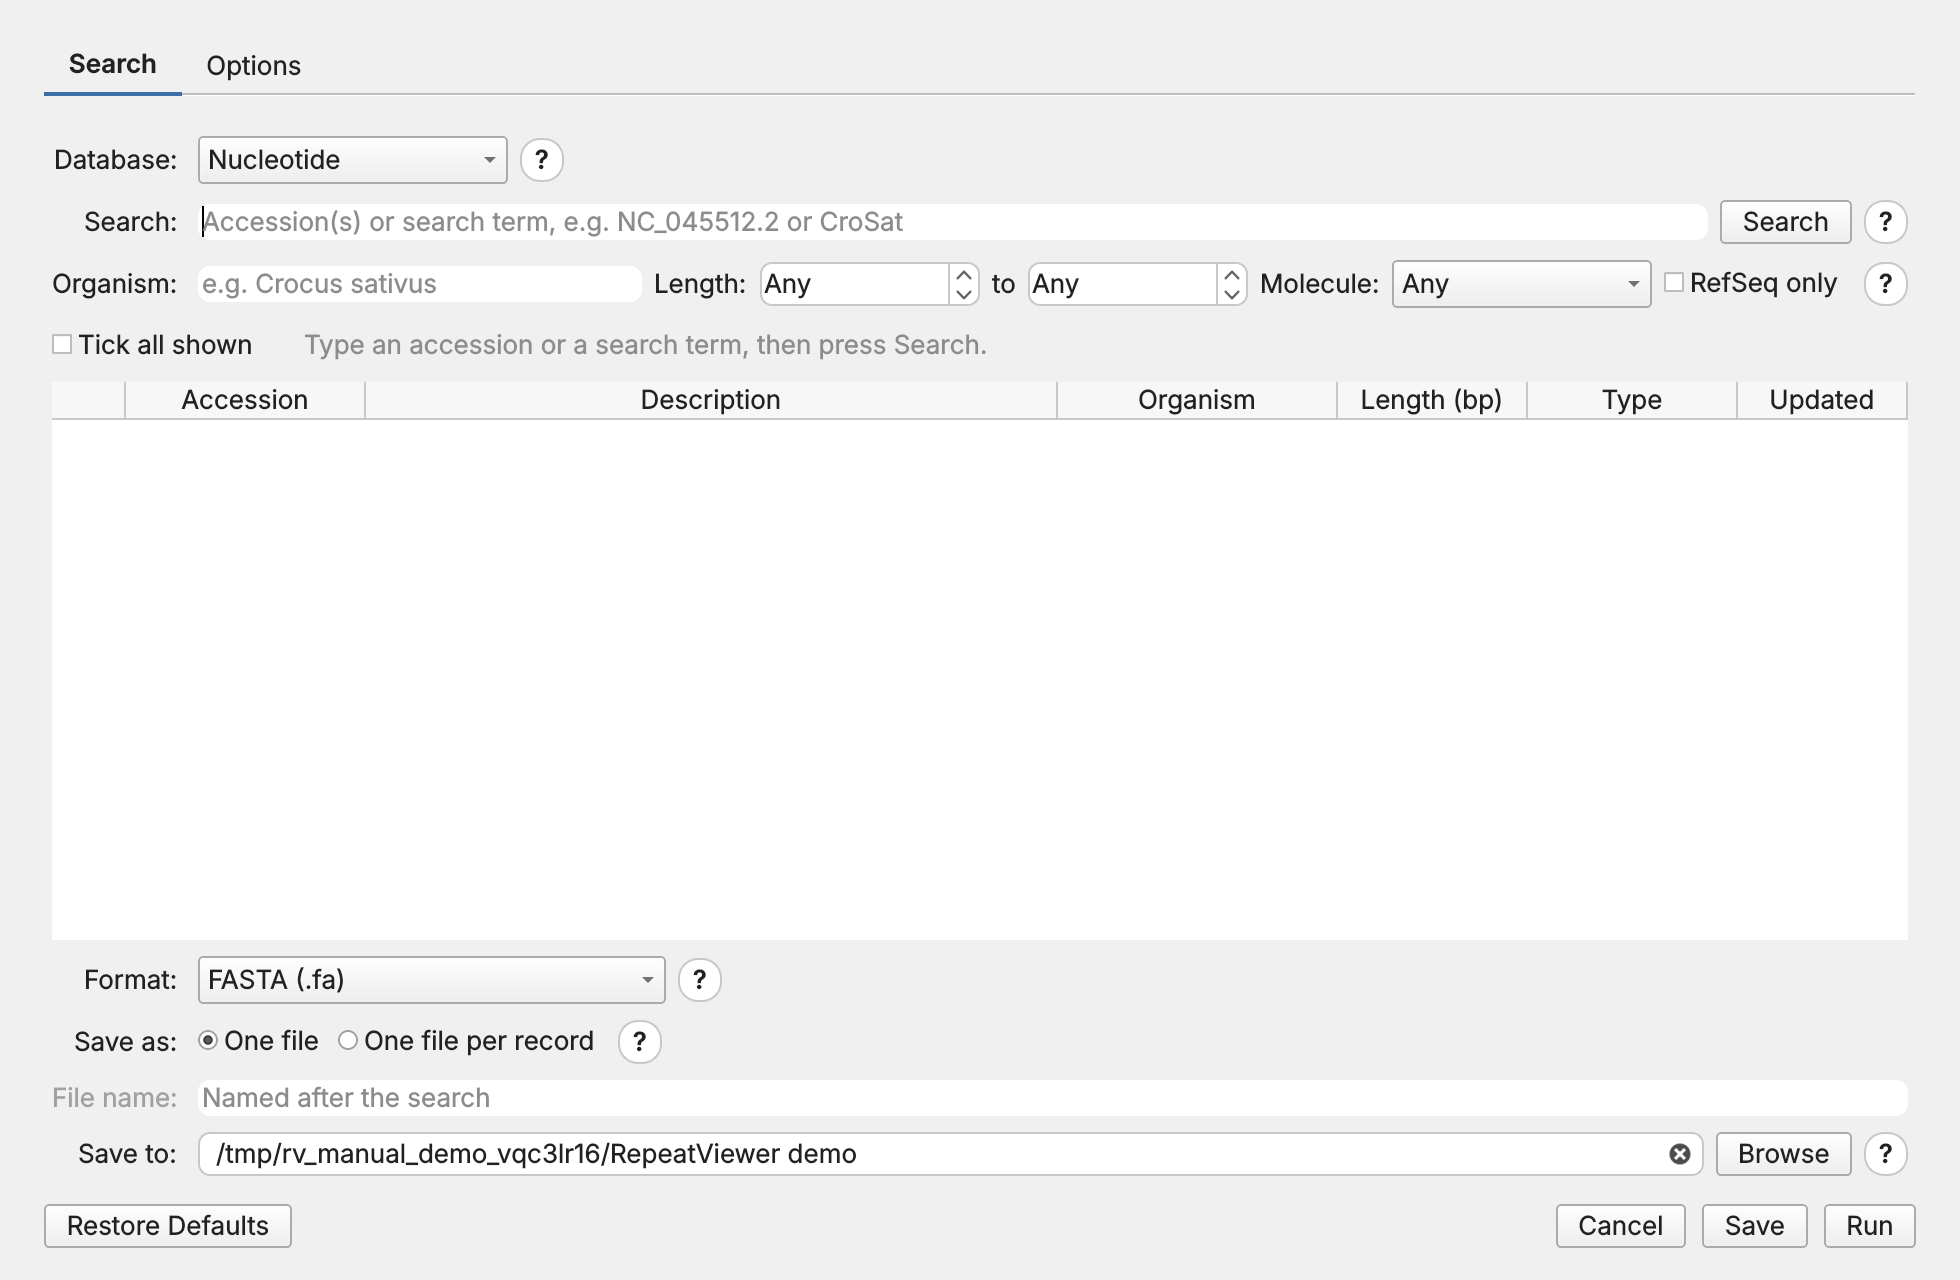 Search Options
Database: Nucleotide ?
Search: Accession(s) or search term, e.g. NC_045512.2 or CroSat Search ?
Organism: e.g. Crocus sativus Length: Any to Any Molecule: Any RefSeq only ?
Tick all shown Type an accession or a search term, then press Search.
Accession Description Organism Length (bp) Type Updated
Format: FASTA (.fa) ?
Save as: One file One file per record ?
File name: Named after the search
Save to: /tmp/rv_manual_demo_vqc3lr16/RepeatViewer demo Browse ?
Restore Defaults Cancel Save Run